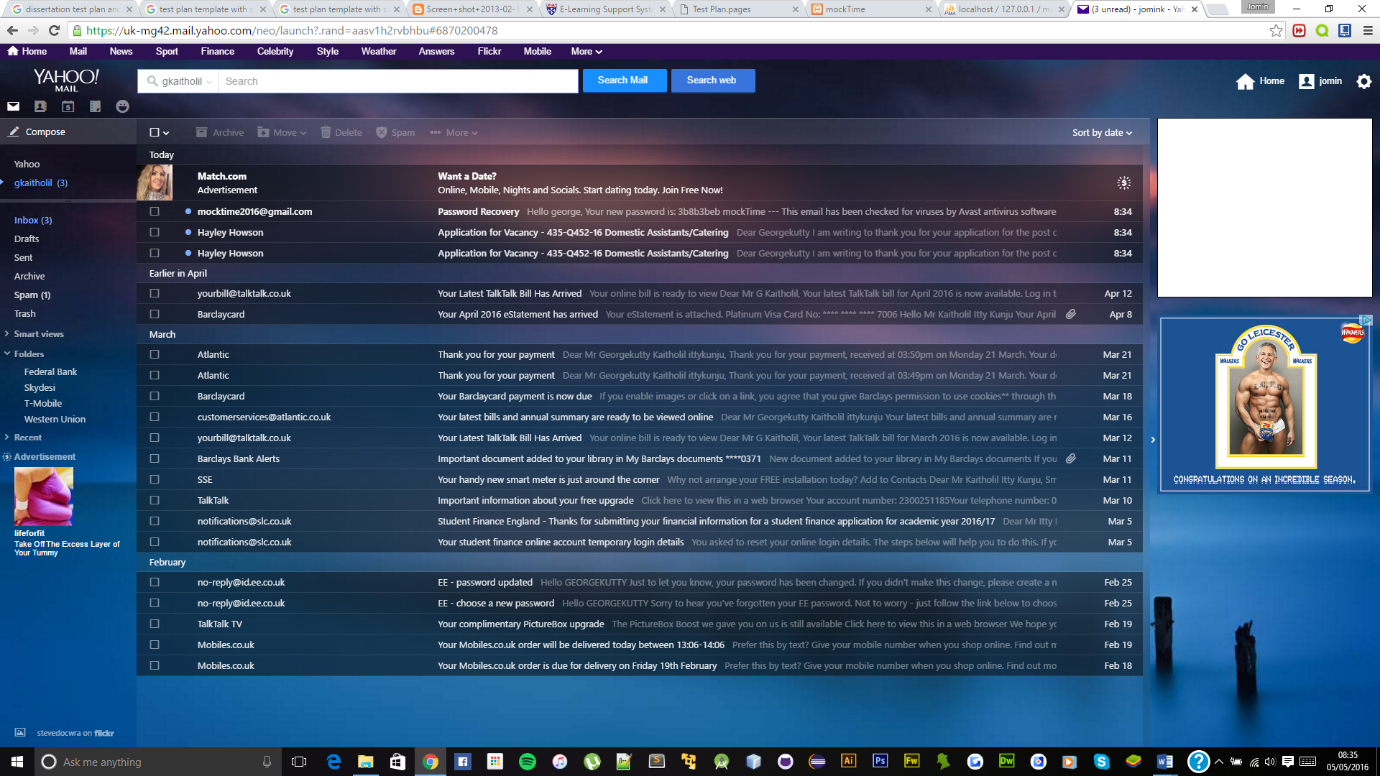 dissertation test plan and
test plan template with e
test plan template with e
Screen+shot+2013-02-1
E-Learning Support Syst
Test Plan.pages
mockTime
localhost / 127.0.0.1 / m
(3 unread) - jomink - Ya
Jomin
https://uk-mg42.mail.yahoo.com/neo/launch?.rand=aasv1h2rvbhbu#6870200478
Home Mail News Sport Finance Celebrity Style Weather Answers Flickr Mobile More
YAHOO! MAIL
gkaitholil Search Search Mail Search web Home jomin
Compose
Archive Move Delete Spam More Sort by date
Yahoo
gkaitholil (3)
Inbox (3)
Drafts
Sent
Archive
Spam (1)
Trash
Smart views
Folders
Federal Bank
Skydesi
T-Mobile
Western Union
Recent
Advertisement
lifeforfit
Take Off The Excess Layer of
Your Tummy
stevedocwra on flickr
Today
Match.com Want a Date?
Advertisement Online, Mobile, Nights and Socials. Start dating today. Join Free Now!
mocktime2016@gmail.com Password Recovery Hello george, Your new password is: 3b8b3beb mockTime --- This email has been checked for viruses by Avast antivirus software 8:34
Hayley Howson Application for Vacancy - 435-Q452-16 Domestic Assistants/Catering Dear Georgekutty I am writing to thank you for your application for the post c 8:34
Hayley Howson Application for Vacancy - 435-Q452-16 Domestic Assistants/Catering Dear Georgekutty I am writing to thank you for your application for the post c 8:34
Earlier in April
yourbill@talktalk.co.uk Your Latest TalkTalk Bill Has Arrived Your online bill is ready to view Dear Mr G Kaitholil, Your latest TalkTalk bill for April 2016 is now available. Log in t Apr 12
Barclaycard Your April 2016 eStatement has arrived Your eStatement is attached. Platinum Visa Card No: **** **** **** 7006 Hello Mr Kaitholil Itty Kunju Your April Apr 8
March
Atlantic Thank you for your payment Dear Mr Georgekutty Kaitholil ittykunju, Thank you for your payment, received at 03:50pm on Monday 21 March. Your d Mar 21
Atlantic Thank you for your payment Dear Mr Georgekutty Kaitholil ittykunju, Thank you for your payment, received at 03:49pm on Monday 21 March. Your d Mar 21
Barclaycard Your Barclaycard payment is now due If you enable images or click on a link, you agree that you give Barclays permission to use cookies** through th Mar 18
customerservices@atlantic.co.uk Your latest bills and annual summary are ready to be viewed online Dear Mr Georgekutty Kaitholil ittykunju Your latest bills and annual summary are r Mar 16
yourbill@talktalk.co.uk Your Latest TalkTalk Bill Has Arrived Your online bill is ready to view Dear Mr G Kaitholil, Your latest TalkTalk bill for March 2016 is now available. Log in Mar 12
Barclays Bank Alerts Important document added to your library in My Barclays documents ****0371 New document added to your library in My Barclays documents If you Mar 11
SSE Your handy new smart meter is just around the corner Why not arrange your FREE installation today? Add to Contacts Dear Mr Georgekutty Kaitholil Itty Kunju, Sm Mar 11
TalkTalk Important information about your free upgrade Click here to view this in a web browser Your account number: 2300251185Your telephone number: 0 Mar 10
notifications@slc.co.uk Student Finance England - Thanks for submitting your financial information for a student finance application for academic year 2016/17 Dear Mr Itty I Mar 5
notifications@slc.co.uk Your student finance online account temporary login details You asked to reset your online login details. The steps below will help you to do this. If yc Mar 5
February
no-reply@id.ee.co.uk EE - password updated Hello GEORGEKUTTY Just to let you know, your password has been changed. If you didn't make this change, please create a n Feb 25
no-reply@id.ee.co.uk EE - choose a new password Hello GEORGEKUTTY Sorry to hear you've forgotten your EE password. Not to worry - just follow the link below to choos Feb 25
TalkTalk TV Your complimentary PictureBox upgrade The PictureBox Boost we gave you on us is still available Click here to view this in a web browser We hope yo Feb 19
Mobiles.co.uk Your Mobiles.co.uk order will be delivered today between 13:06-14:06 Prefer this by text? Give your mobile number when you shop online. Find out m Feb 19
Mobiles.co.uk Your Mobiles.co.uk order is due for delivery on Friday 19th February Prefer this by text? Give your mobile number when you shop online. Find out mo Feb 18
GO LEICESTER
WALKERS WALKERS
WALKERS
CONGRATULATIONS ON AN INCREDIBLE SEASON.
Ask me anything
Ai Ps Fw Dw
08:35
05/05/2016